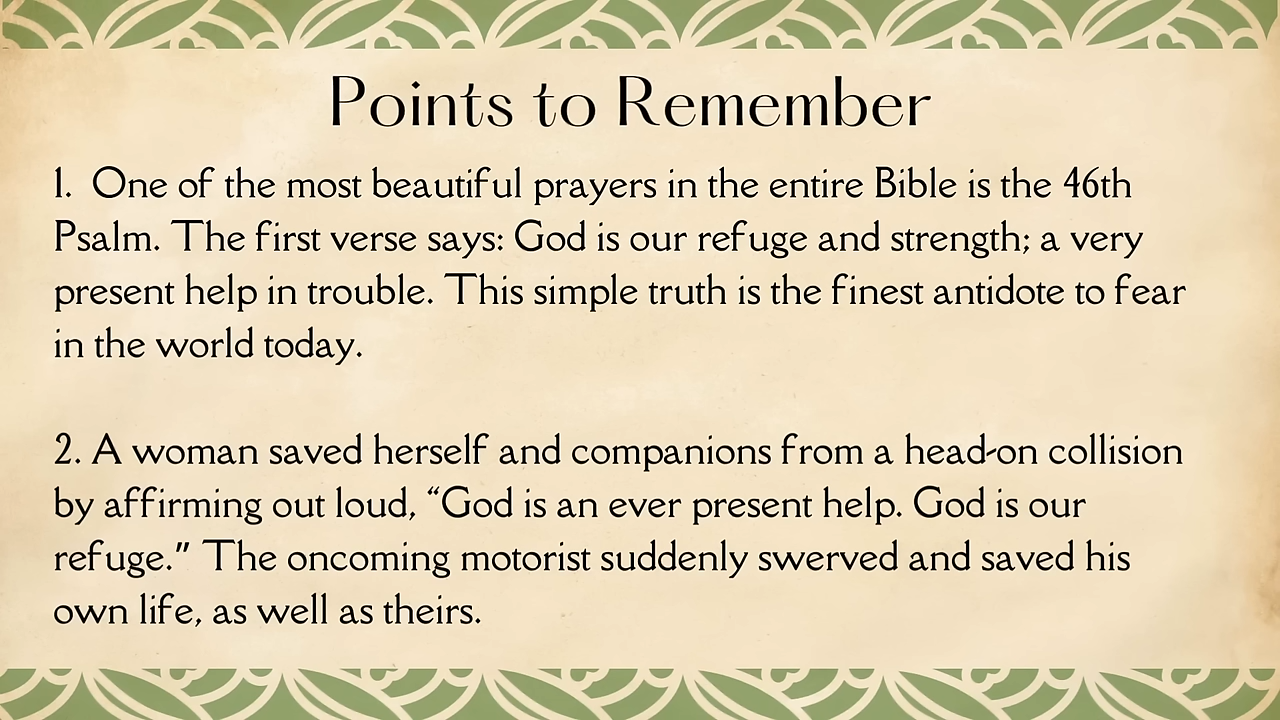 Points to Remember
1.  One of the most beautiful prayers in the entire Bible is the 46th
Psalm. The first verse says: God is our refuge and strength; a very
present help in trouble. This simple truth is the finest antidote to fear
in the world today.
2. A woman saved herself and companions from a head-on collision
by affirming out loud, “God is an ever present help. God is our
refuge." The oncoming motorist suddenly swerved and saved his
own life, as well as theirs.